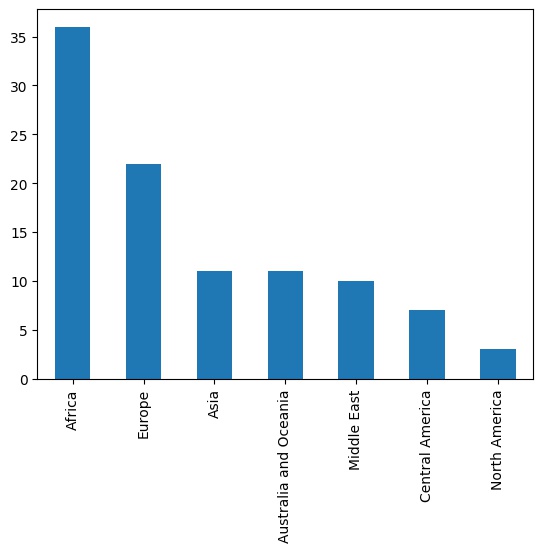 35
30
25
20
15
10
5
0
Africa
Europe
Asia
Australia and Oceania
Middle East
Central America
North America